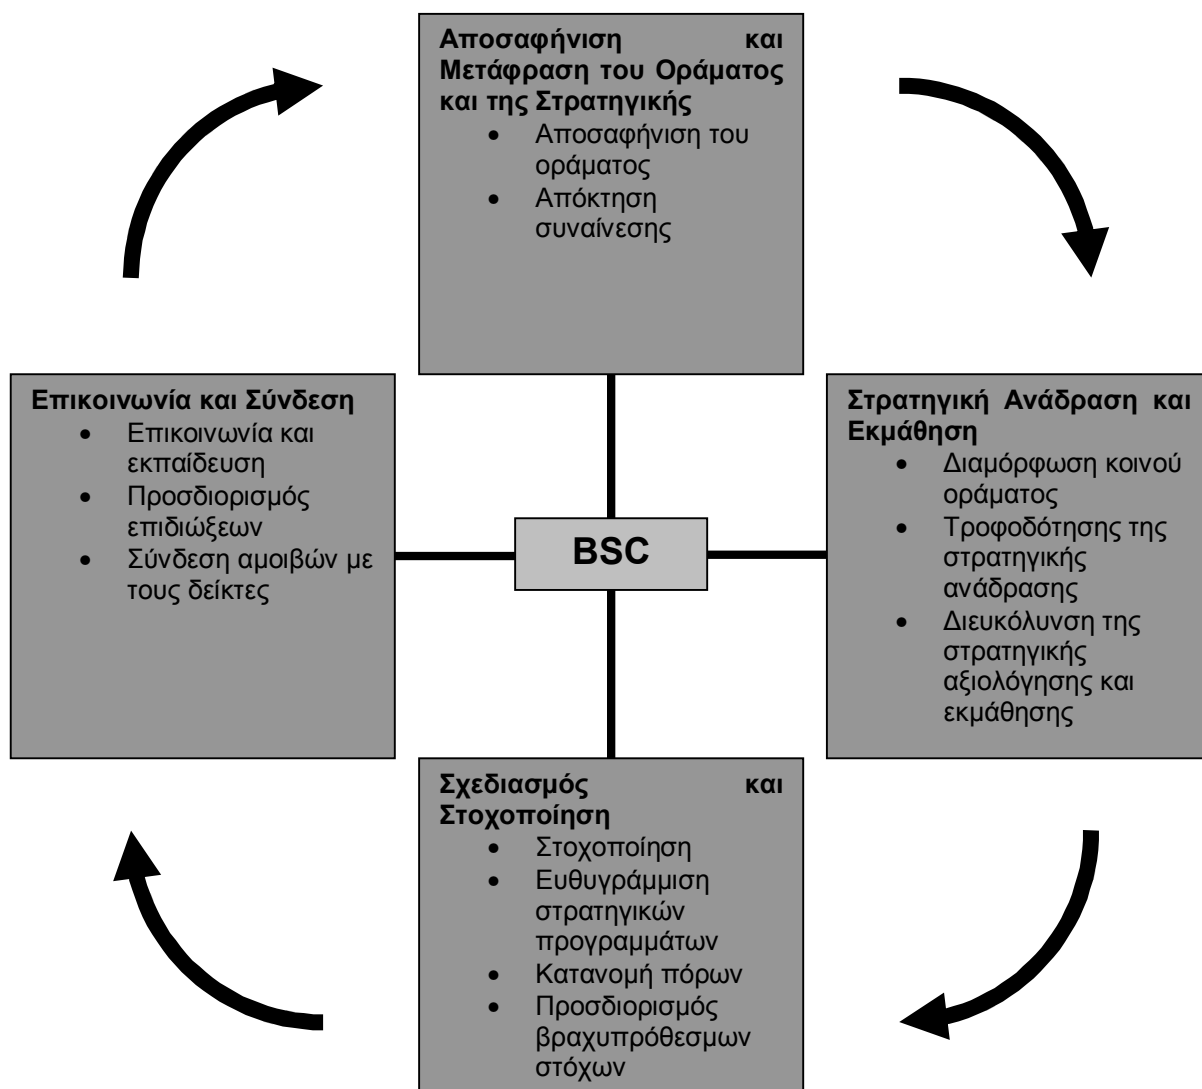 Αποσαφήνιση και
Μετάφραση του Οράματος
και της Στρατηγικής
• Αποσαφήνιση του
οράματος
• Απόκτηση
συναίνεσης
Επικοινωνία και Σύνδεση
• Επικοινωνία και
εκπαίδευση
• Προσδιορισμός
επιδιώξεων
• Σύνδεση αμοιβών με
τους δείκτες
BSC
Στρατηγική Ανάδραση και
Εκμάθηση
• Διαμόρφωση κοινού
οράματος
• Τροφοδότησης της
στρατηγικής
ανάδρασης
• Διευκόλυνση της
στρατηγικής
αξιολόγησης και
εκμάθησης
Σχεδιασμός και
Στοχοποίηση
• Στοχοποίηση
• Ευθυγράμμιση
στρατηγικών
προγραμμάτων
• Κατανομή πόρων
• Προσδιορισμός
βραχυπρόθεσμων
στόχων